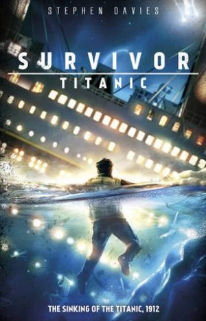 STEPHEN DAVIES
SURVIVOR
TITANIC
THE SINKING OF THE TITANIC, 1912